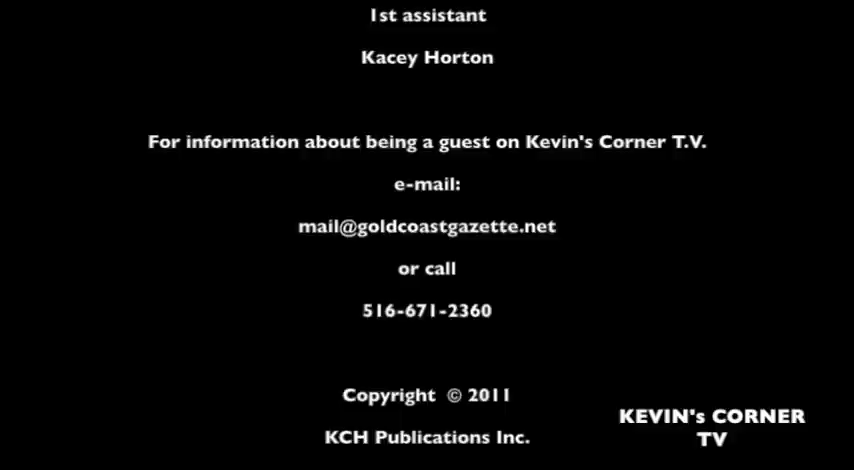 1st assistant
Kacey Horton
For information about being a guest on Kevin's Corner T.V.
e-mail:
mail@goldcoastgazette.net
or call
516-671-2360
Copyright © 2011
KCH Publications Inc.
KEVIN's CORNER
TV